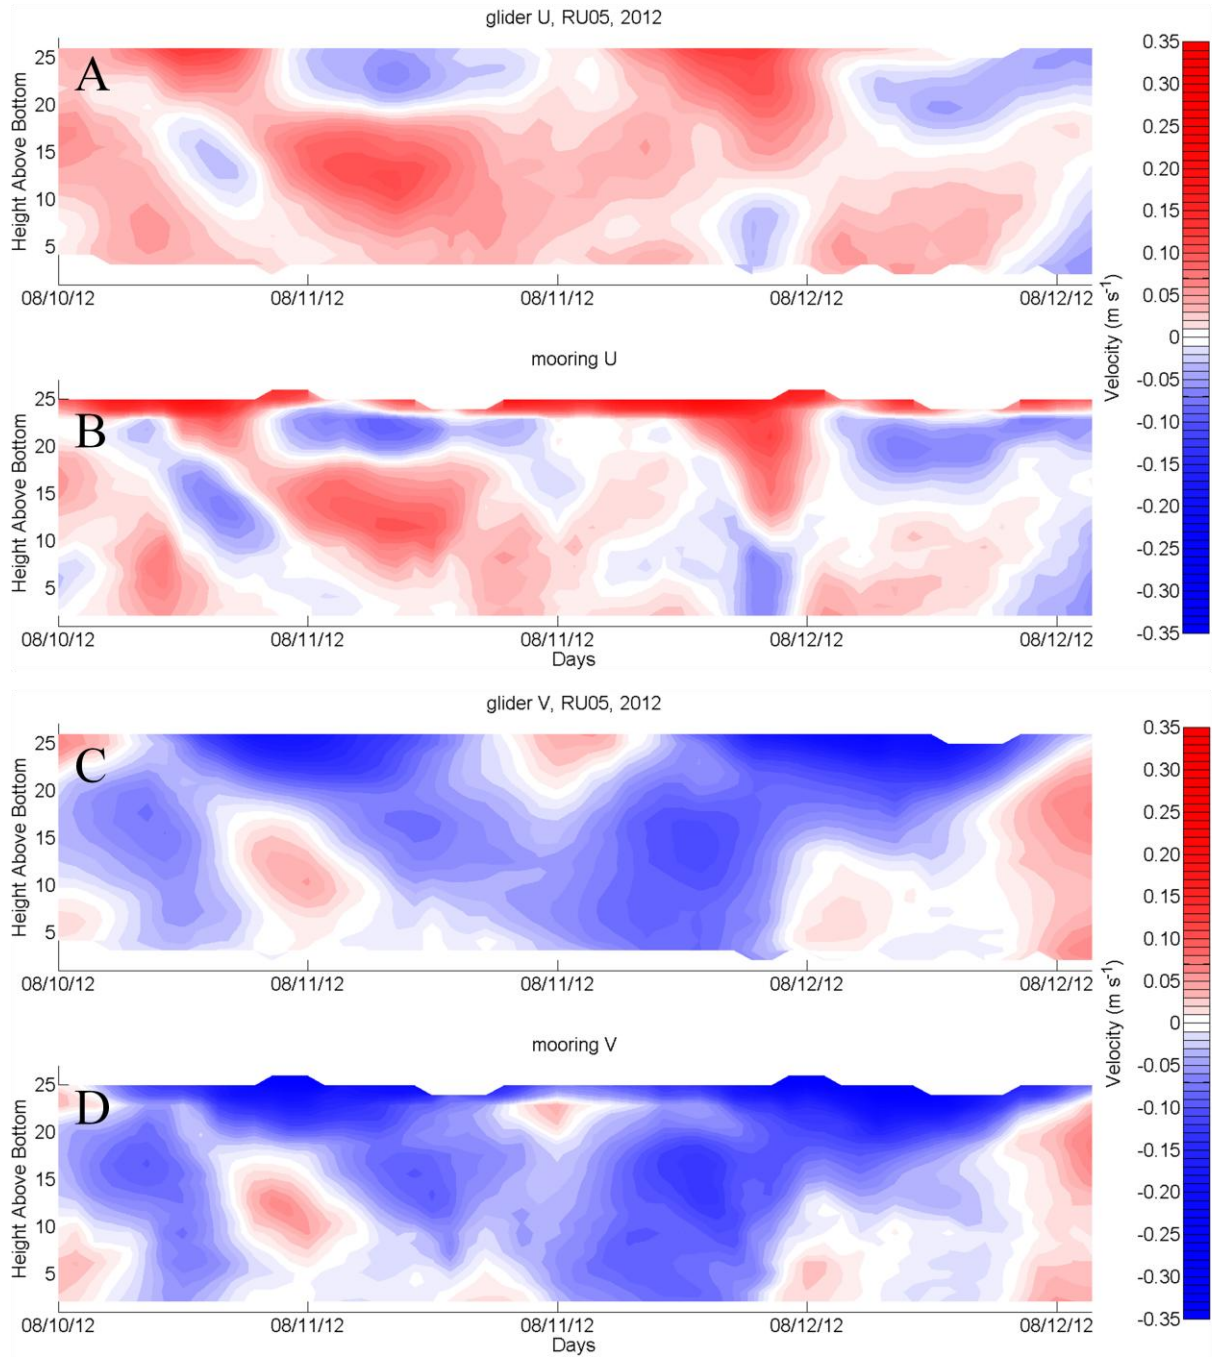 glider U, RU05, 2012
A
Height Above Bottom
25
20
15
10
5
08/10/12 08/11/12 08/11/12 08/12/12 08/12/12
mooring U
B
Height Above Bottom
25
20
15
10
5
08/10/12 08/11/12 08/11/12 08/12/12 08/12/12
Days
0.35
0.30
0.25
0.20
0.15
0.10
0.05
0
-0.05
-0.10
-0.15
-0.20
-0.25
-0.30
-0.35
Velocity (m s-1)
glider V, RU05, 2012
C
Height Above Bottom
25
20
15
10
5
08/10/12 08/11/12 08/11/12 08/12/12 08/12/12
mooring V
D
Height Above Bottom
25
20
15
10
5
08/10/12 08/11/12 08/11/12 08/12/12 08/12/12
Days
0.35
0.30
0.25
0.20
0.15
0.10
0.05
0
-0.05
-0.10
-0.15
-0.20
-0.25
-0.30
-0.35
Velocity (m s-1)